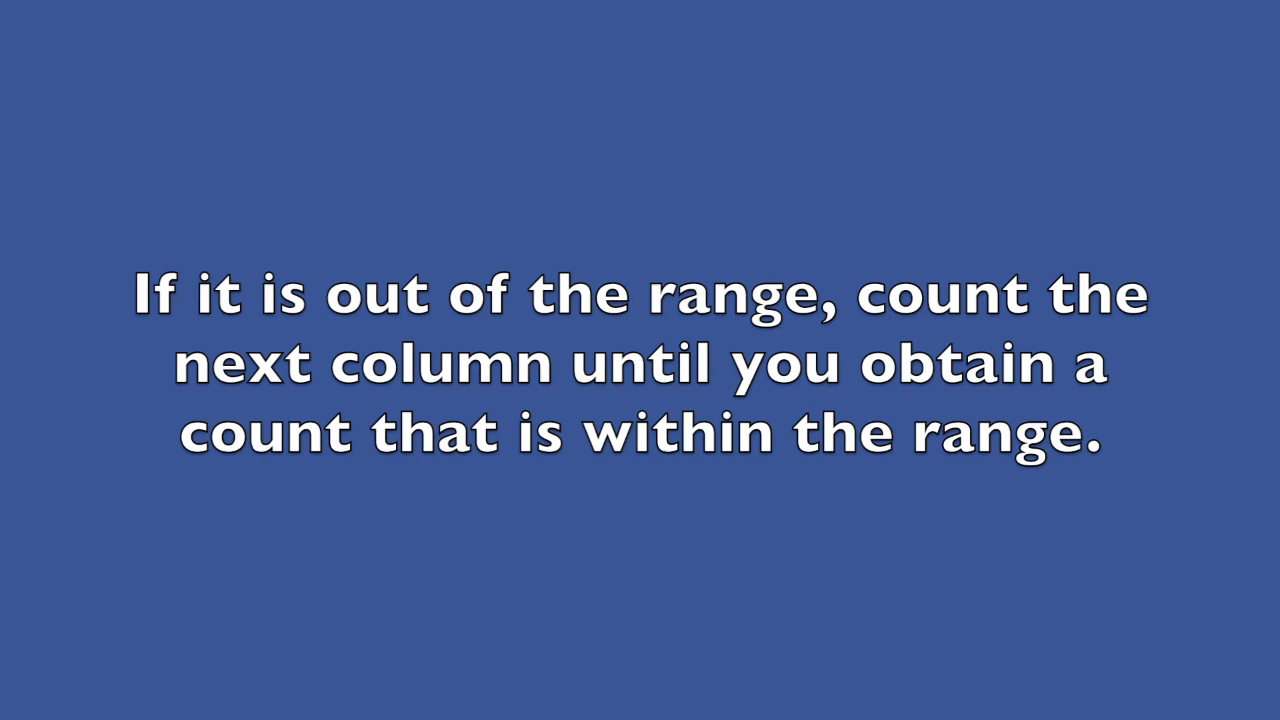 If it is out of the range, count the
next column until you obtain a
count that is within the range.